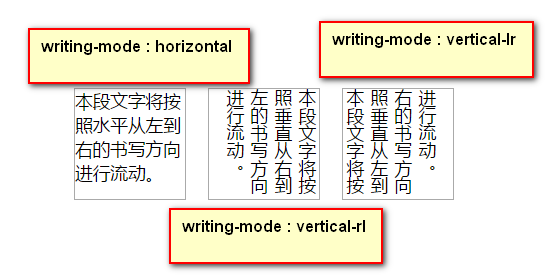 writing-mode : horizontal
writing-mode : vertical-lr
本段文字将按
照水平从左到
右的书写方向
进行流动。
本段文字将按
照垂直从右到
左的书写方向
进行流动。
本段文字将按
照垂直从左到
右的书写方向
进行流动。
writing-mode : vertical-rl